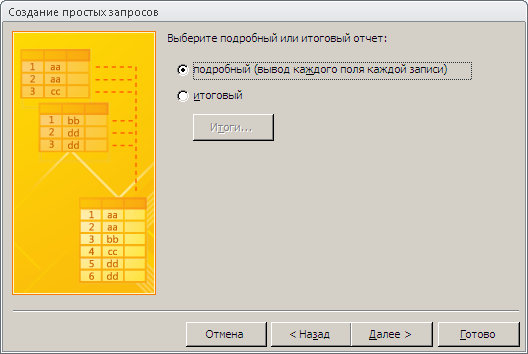 Создание простых запросов
Выберите подробный или итоговый отчет:
подробный (вывод каждого поля каждой записи)
итоговый
Итоги...
1 aa
2 aa
3 cc
1 bb
2 dd
3 dd
1 aa
2 aa
3 bb
4 cc
5 dd
6 dd
Отмена
< Назад
Далее >
Готово